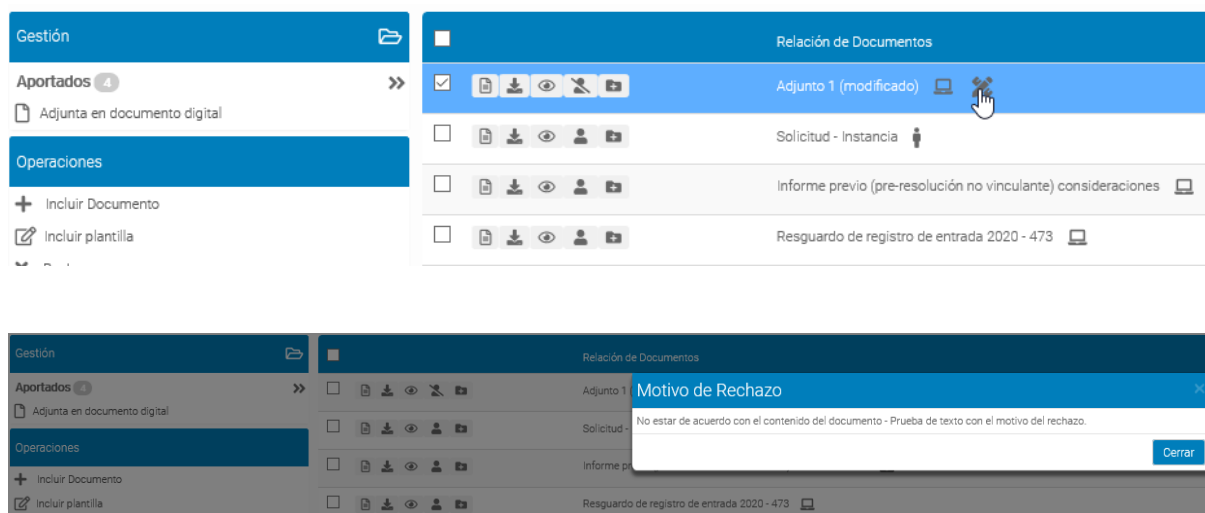 Gestión
Relación de Documentos
Aportados 4
Adjunta en documento digital
Adjunto 1 (modificado)
Solicitud - Instancia
Operaciones
Informe previo (pre-resolución no vinculante) consideraciones
Incluir Documento
Incluir plantilla
Resguardo de registro de entrada 2020 - 473
Gestión
Relación de Documentos
Aportados 4
Adjunta en documento digital
Adjunto 1
Motivo de Rechazo
No estar de acuerdo con el contenido del documento - Prueba de texto con el motivo del rechazo.
Solicitud -
Operaciones
Cerrar
Informe pr
Incluir Documento
Incluir plantilla
Resguardo de registro de entrada 2020 - 473